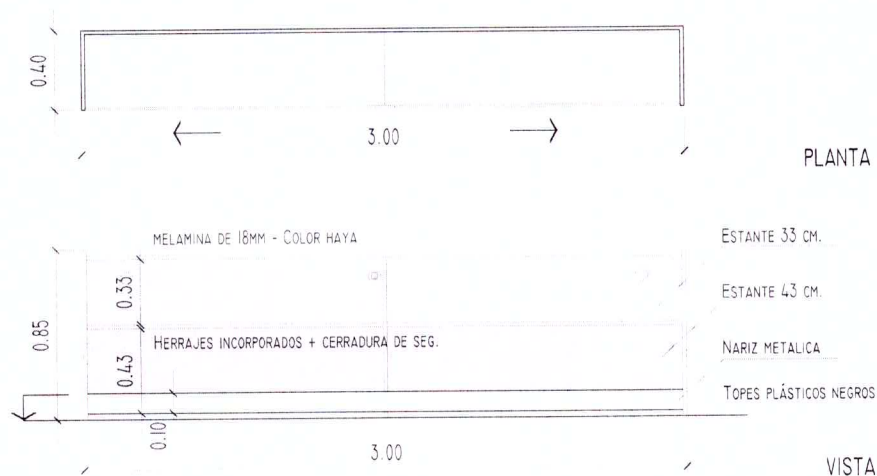 0.40
3.00
PLANTA
MELAMINA DE 18MM - COLOR HAYA
ESTANTE 33 CM.
0.33
ESTANTE 43 CM.
0.85
HERRAJES INCORPORADOS + CERRADURA DE SEG.
0.43
NARIZ METALICA
TOPES PLÁSTICOS NEGROS
0.10
3.00
VISTA